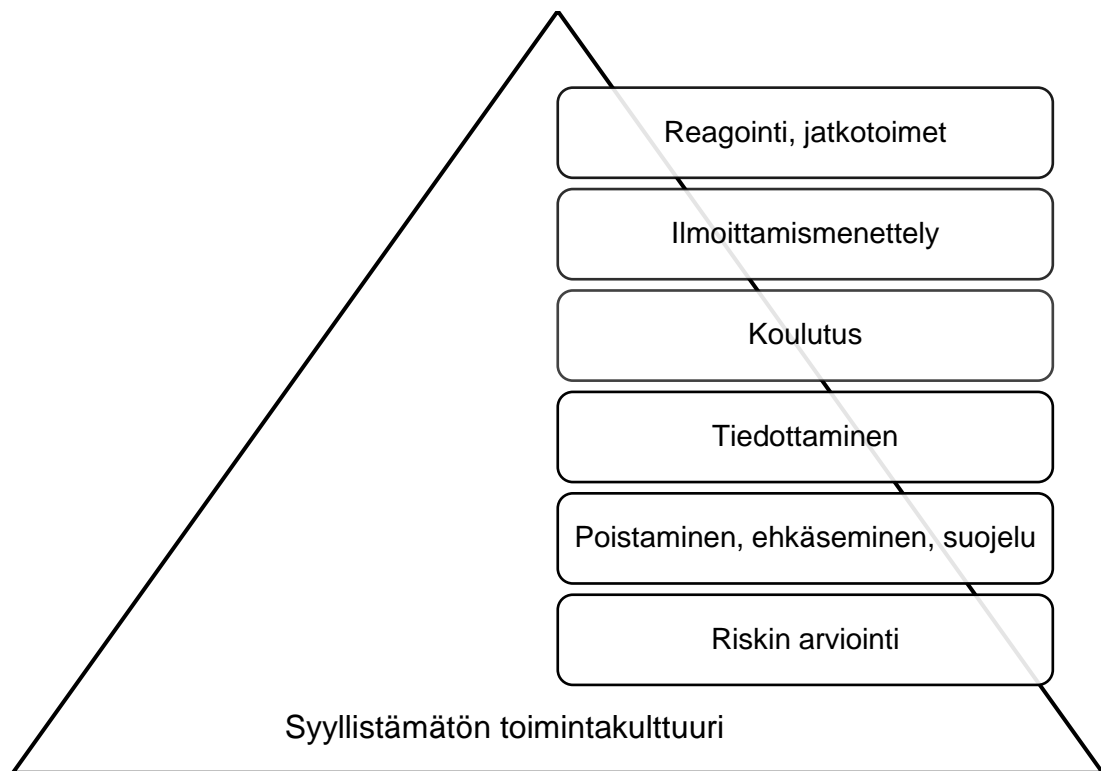 Reagointi, jatkotoimet
Ilmoittamismenettely
Koulutus
Tiedottaminen
Poistaminen, ehkäseminen, suojelu
Riskin arviointi
Syyllistämätön toimintakulttuuri